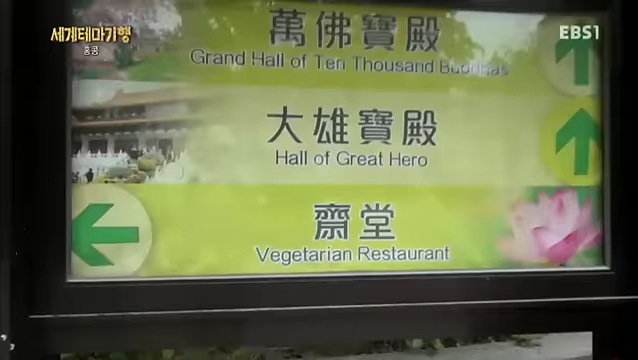 세계테마기행
홍콩
EBS1
萬佛寶殿
Grand Hall of Ten Thousand Buddhas
大雄寶殿
Hall of Great Hero
齋堂
Vegetarian Restaurant